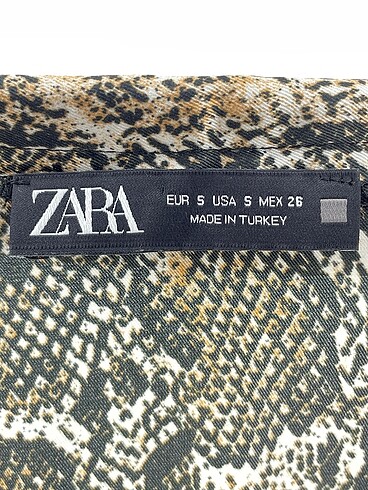 ZARA
EUR S USA S MEX 26
MADE IN TURKEY